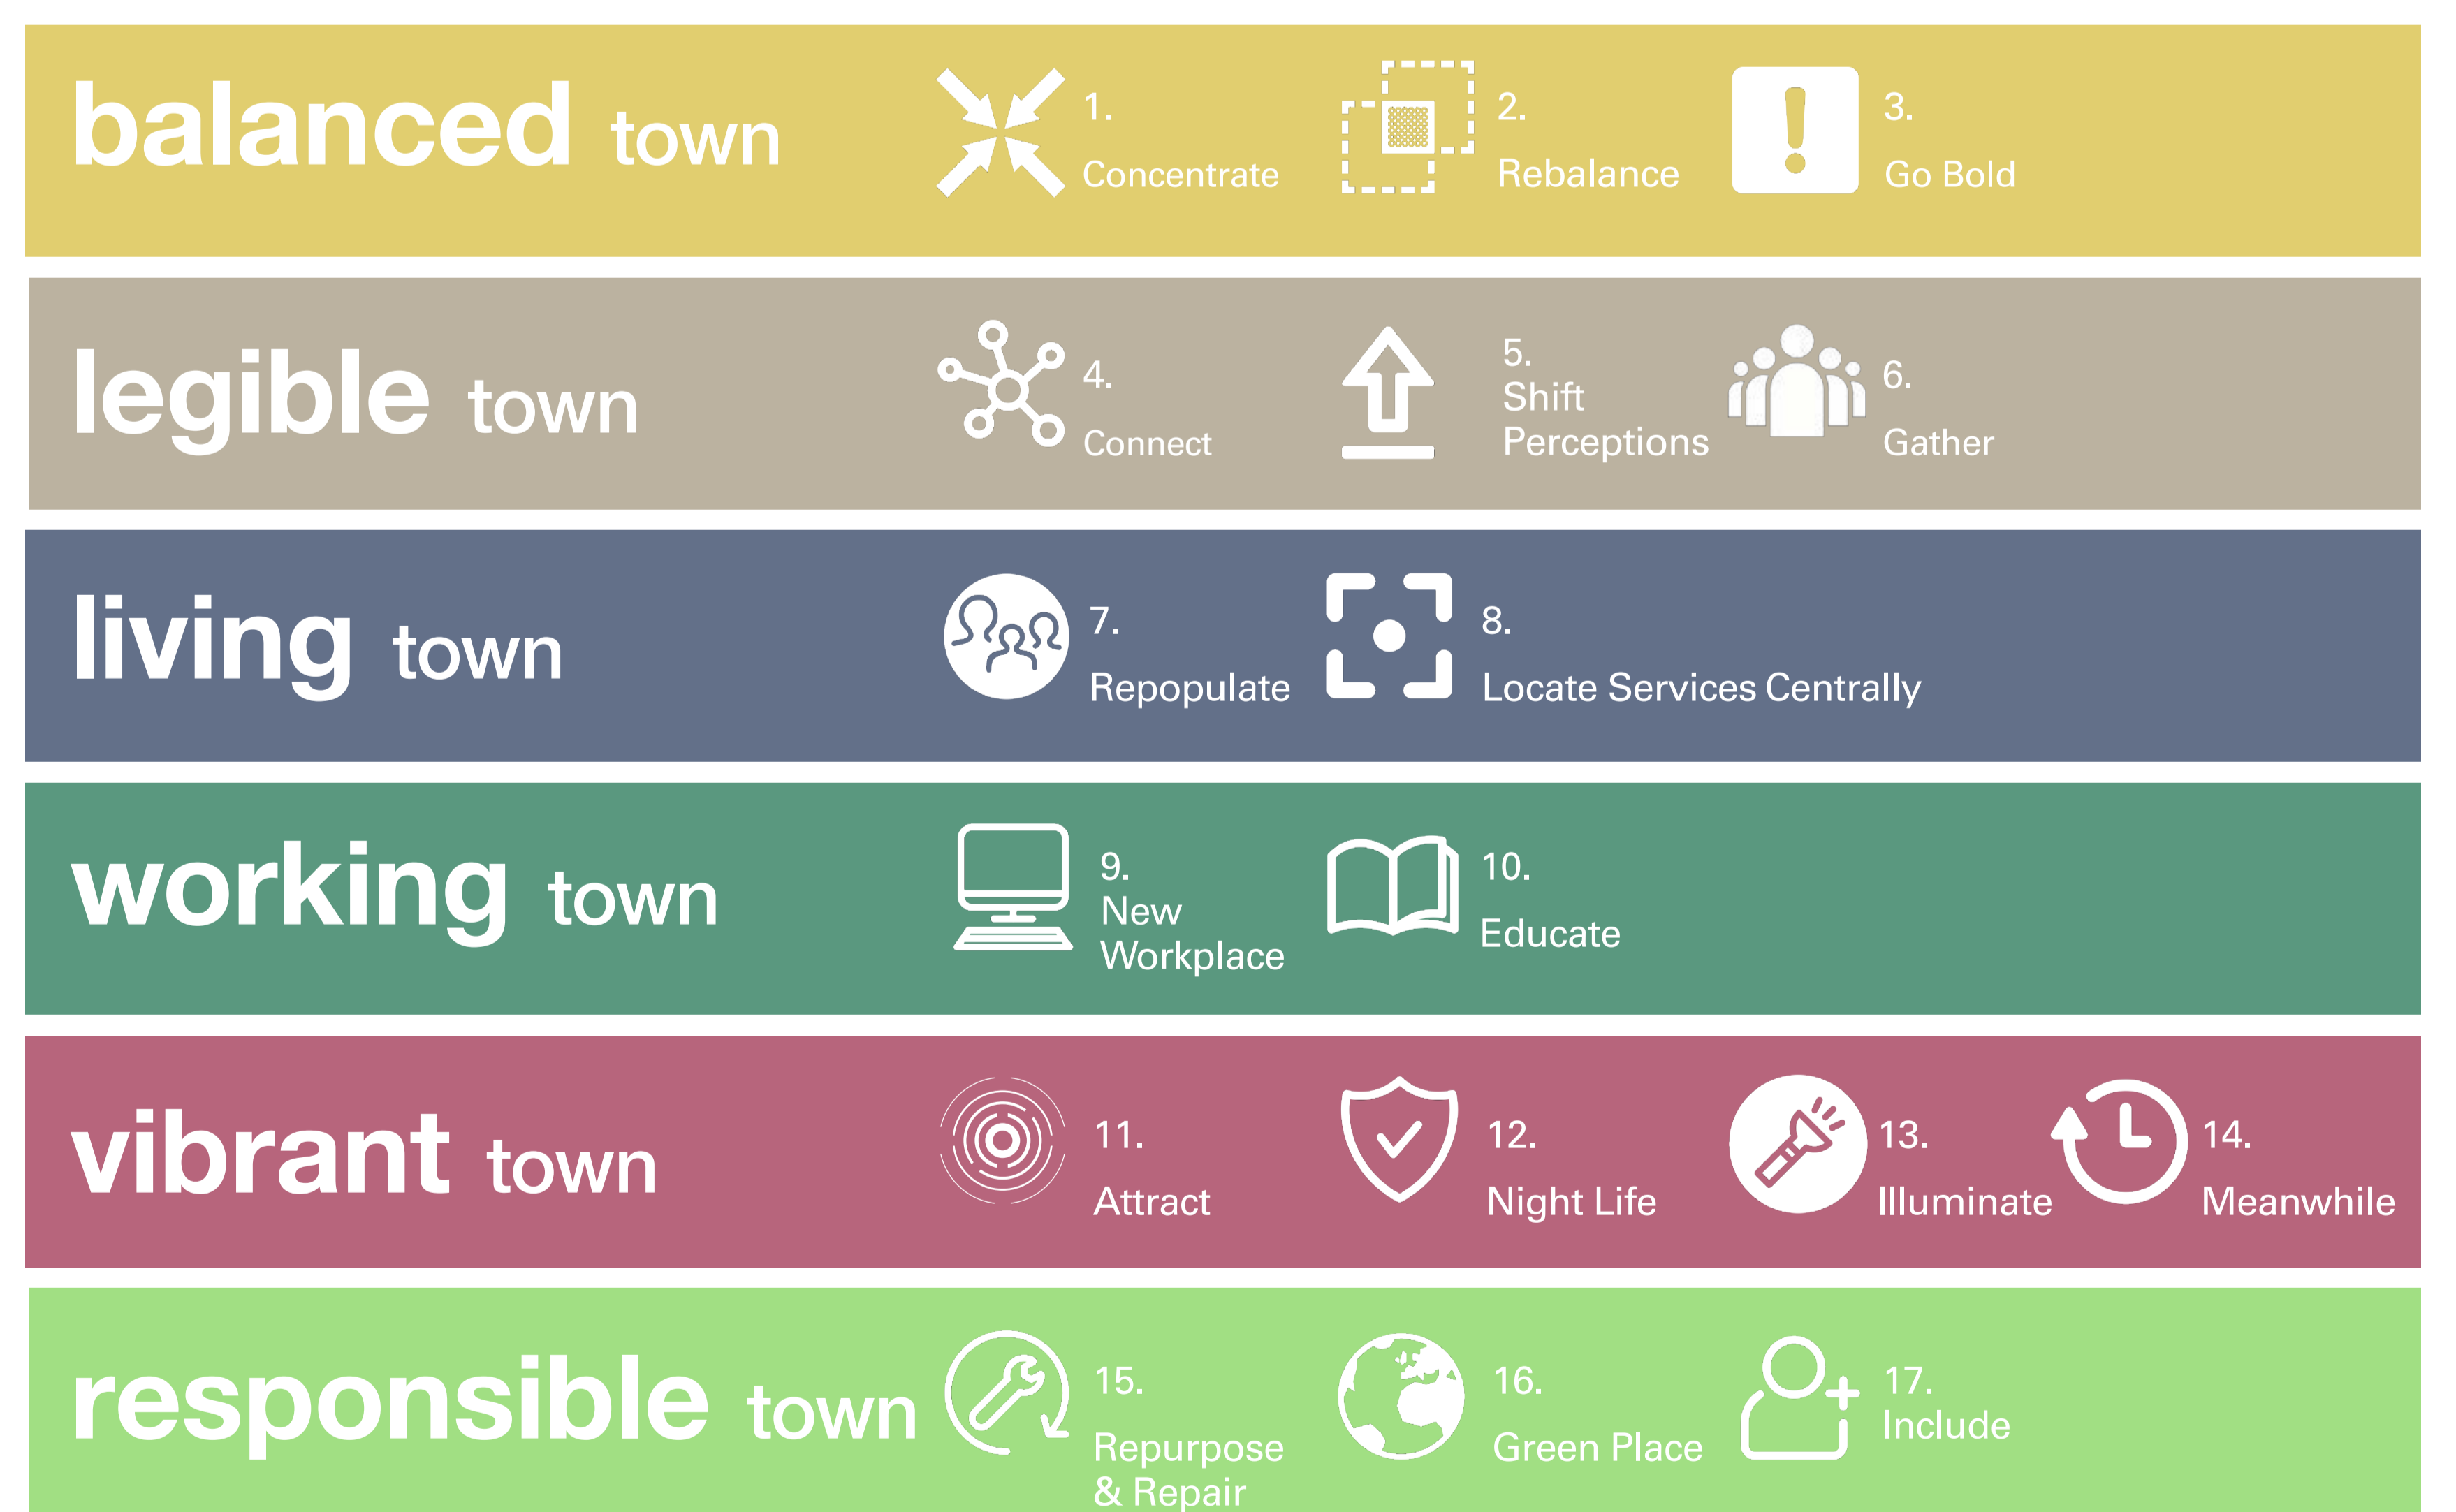 balanced town
1.
Concentrate
2.
Rebalance
3.
Go Bold
legible town
4.
Connect
5.
Shift
Perceptions
6.
Gather
living town
7.
Repopulate
8.
Locate Services Centrally
working town
9.
New
Workplace
10.
Educate
vibrant town
11.
Attract
12.
Night Life
13.
Illuminate
14.
Meanwhile
responsible town
15.
Repurpose
& Repair
16.
Green Place
17.
Include